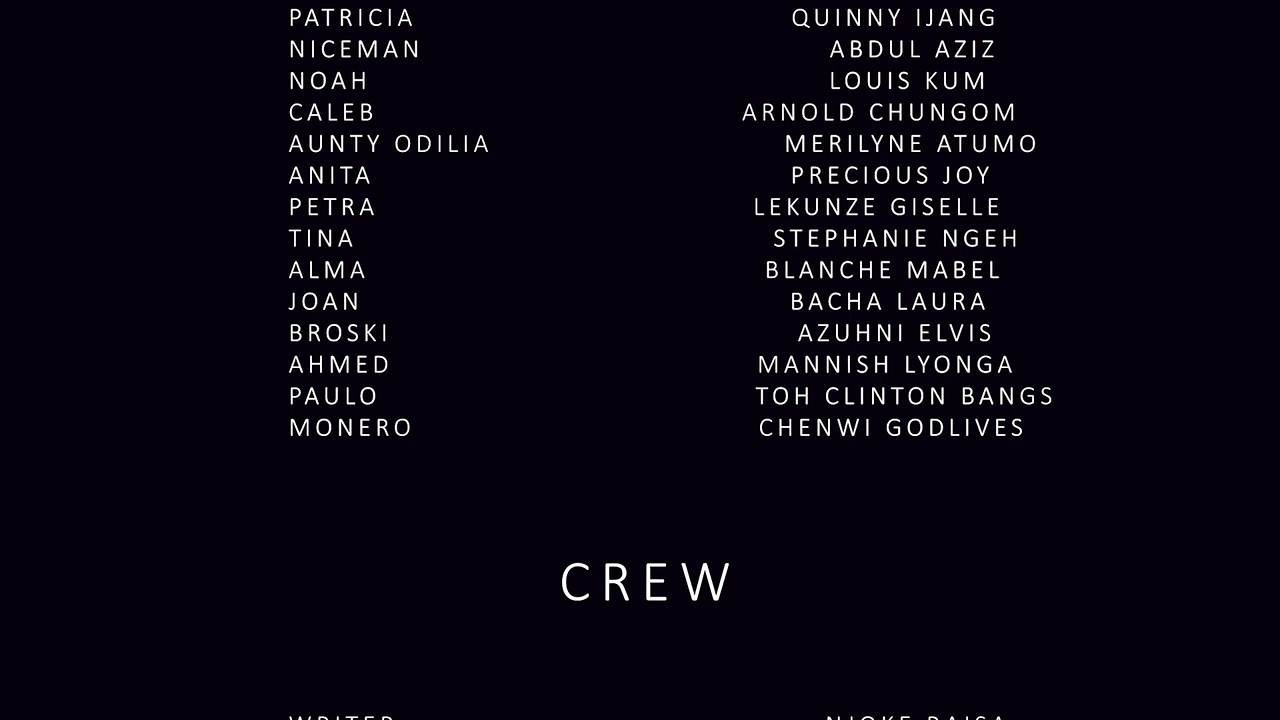 PATRICIA QUINNY IJANG
NICEMAN ABDUL AZIZ
NOAH LOUIS KUM
CALEB ARNOLD CHUNGOM
AUNTY ODILIA MERILYNE ATUMO
ANITA PRECIOUS JOY
PETRA LEKUNZE GISELLE
TINA STEPHANIE NGEH
ALMA BLANCHE MABEL
JOAN BACHA LAURA
BROSKI AZUHNI ELVIS
AHMED MANNISH LYONGA
PAULO TOH CLINTON BANGS
MONERO CHENWI GODLIVES
CREW
WRITER